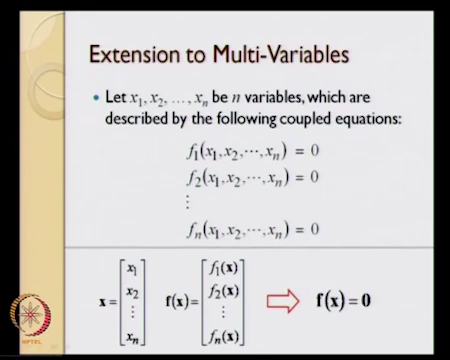 Extension to Multi-Variables
• Let x₁, x₂, …, xₙ be n variables, which are
described by the following coupled equations:
f₁(x₁, x₂, ⋯, xₙ) = 0
f₂(x₁, x₂, ⋯, xₙ) = 0
⋮
fₙ(x₁, x₂, ⋯, xₙ) = 0
x = [x₁ x₂ ⋮ xₙ] f(x) = [f₁(x) f₂(x) ⋮ fₙ(x)] ⇨ f(x) = 0
NPTEL